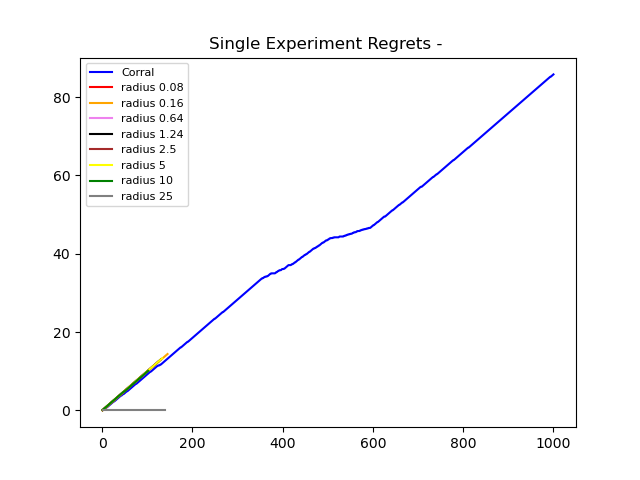 Single Experiment Regrets -
Corral
radius 0.08
radius 0.16
radius 0.64
radius 1.24
radius 2.5
radius 5
radius 10
radius 25
80
60
40
20
0
0 200 400 600 800 1000